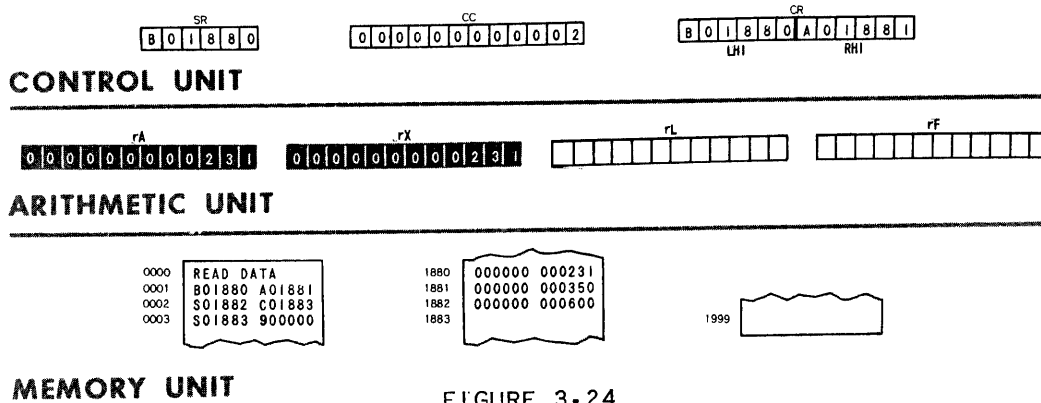 SR CC CR
B01880 000000000002 B01880A01881
LHI RHI
CONTROL UNIT
rA rX rL rF
000000000231 000000000231
ARITHMETIC UNIT
0000 READ DATA
0001 B01880 A01881
0002 S01882 C01883
0003 S01883 900000
1880 000000 000231
1881 000000 000350
1882 000000 000600
1883
1999
MEMORY UNIT
FIGURE 3-24